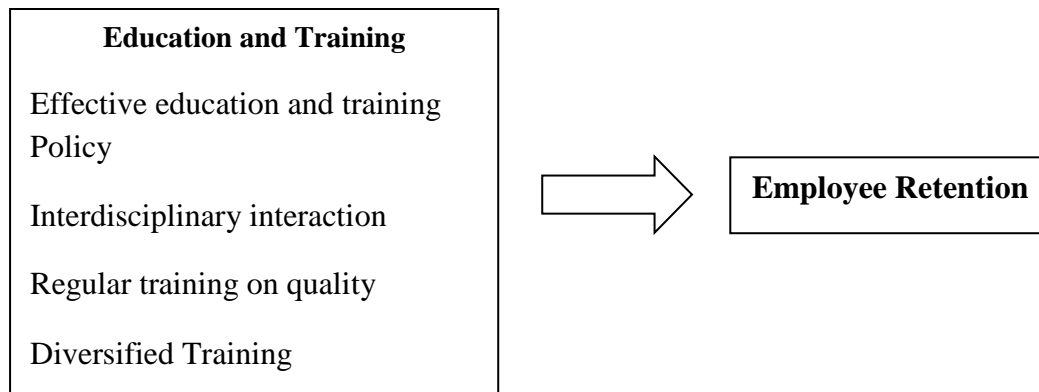 Education and Training
Effective education and training
Policy
Interdisciplinary interaction
Regular training on quality
Diversified Training
Employee Retention